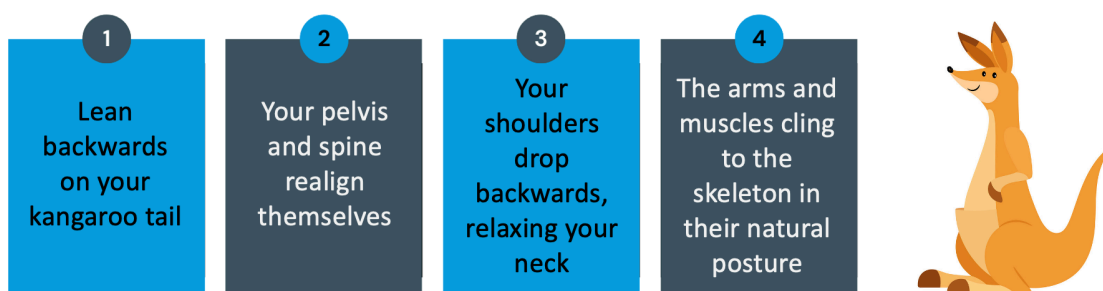 1
Lean
backwards
on your
kangaroo tail
2
Your pelvis
and spine
realign
themselves
3
Your
shoulders
drop
backwards,
relaxing your
neck
4
The arms and
muscles cling
to the
skeleton in
their natural
posture